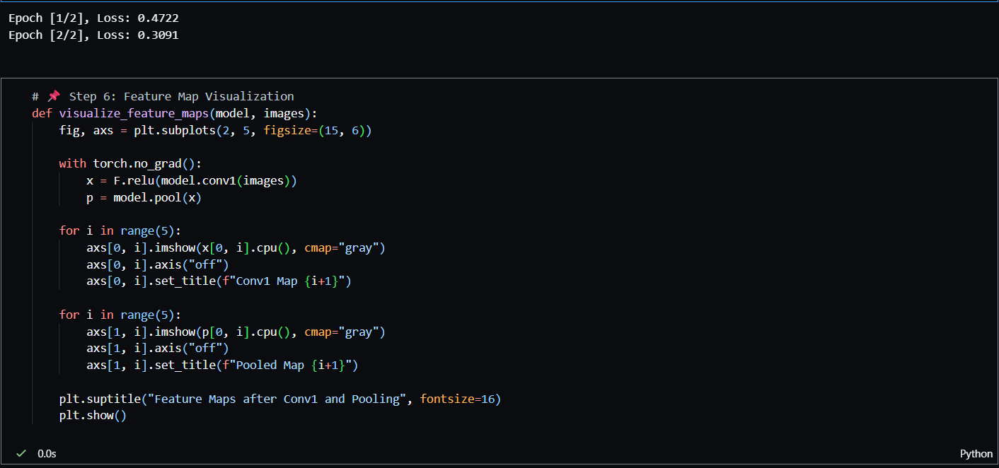 Epoch [1/2], Loss: 0.4722
Epoch [2/2], Loss: 0.3091
# 📌 Step 6: Feature Map Visualization
def visualize_feature_maps(model, images):
    fig, axs = plt.subplots(2, 5, figsize=(15, 6))
    with torch.no_grad():
        x = F.relu(model.conv1(images))
        p = model.pool(x)
    for i in range(5):
        axs[0, i].imshow(x[0, i].cpu(), cmap="gray")
        axs[0, i].axis("off")
        axs[0, i].set_title(f"Conv1 Map {i+1}")
    for i in range(5):
        axs[1, i].imshow(p[0, i].cpu(), cmap="gray")
        axs[1, i].axis("off")
        axs[1, i].set_title(f"Pooled Map {i+1}")
    plt.suptitle("Feature Maps after Conv1 and Pooling", fontsize=16)
    plt.show()
✓ 0.0s
Python